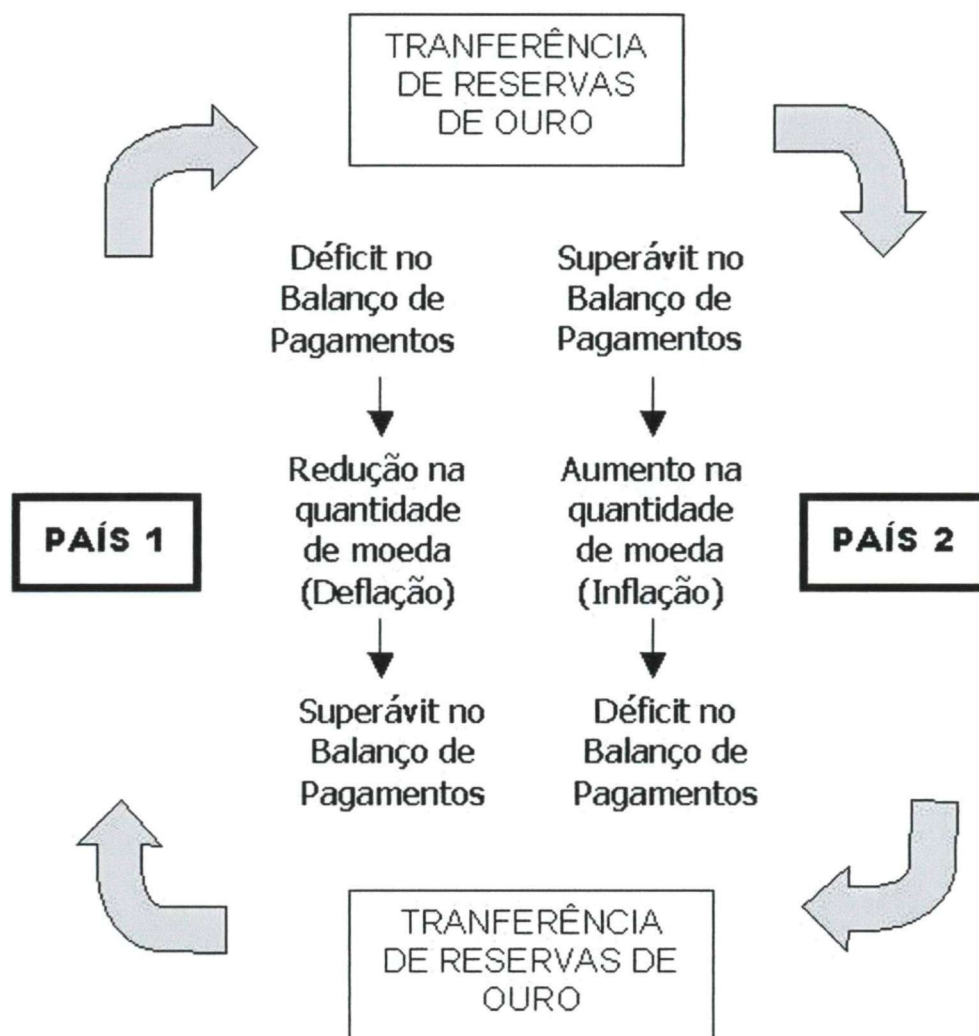 TRANFERÊNCIA
DE RESERVAS
DE OURO
Déficit no
Balanço de
Pagamentos
Superávit no
Balanço de
Pagamentos
Redução na
quantidade
de moeda
(Deflação)
Aumento na
quantidade
de moeda
(Inflação)
PAÍS 1
PAÍS 2
Superávit no
Balanço de
Pagamentos
Déficit no
Balanço de
Pagamentos
TRANFERÊNCIA
DE RESERVAS DE
OURO